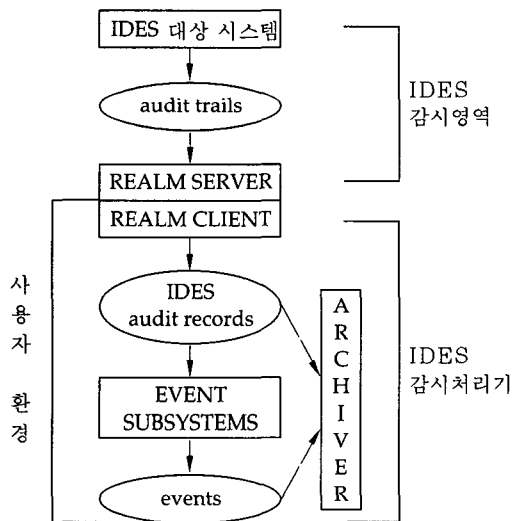 IDES 대상 시스템
audit trails
IDES
감시영역
REALM SERVER
REALM CLIENT
사용자 환경
IDES
audit records
ARCHIVER
IDES
감시처리기
EVENT
SUBSYSTEMS
events